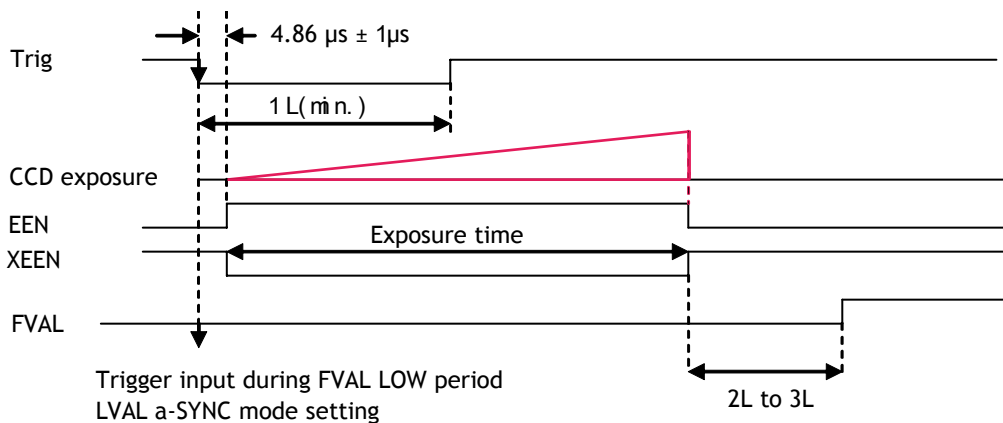 4.86 µs ± 1µs
Trig
1 L( min. )
CCD exposure
EEN
Exposure time
XEEN
FVAL
Trigger input during FVAL LOW period
LVAL a-SYNC mode setting
2L to 3L